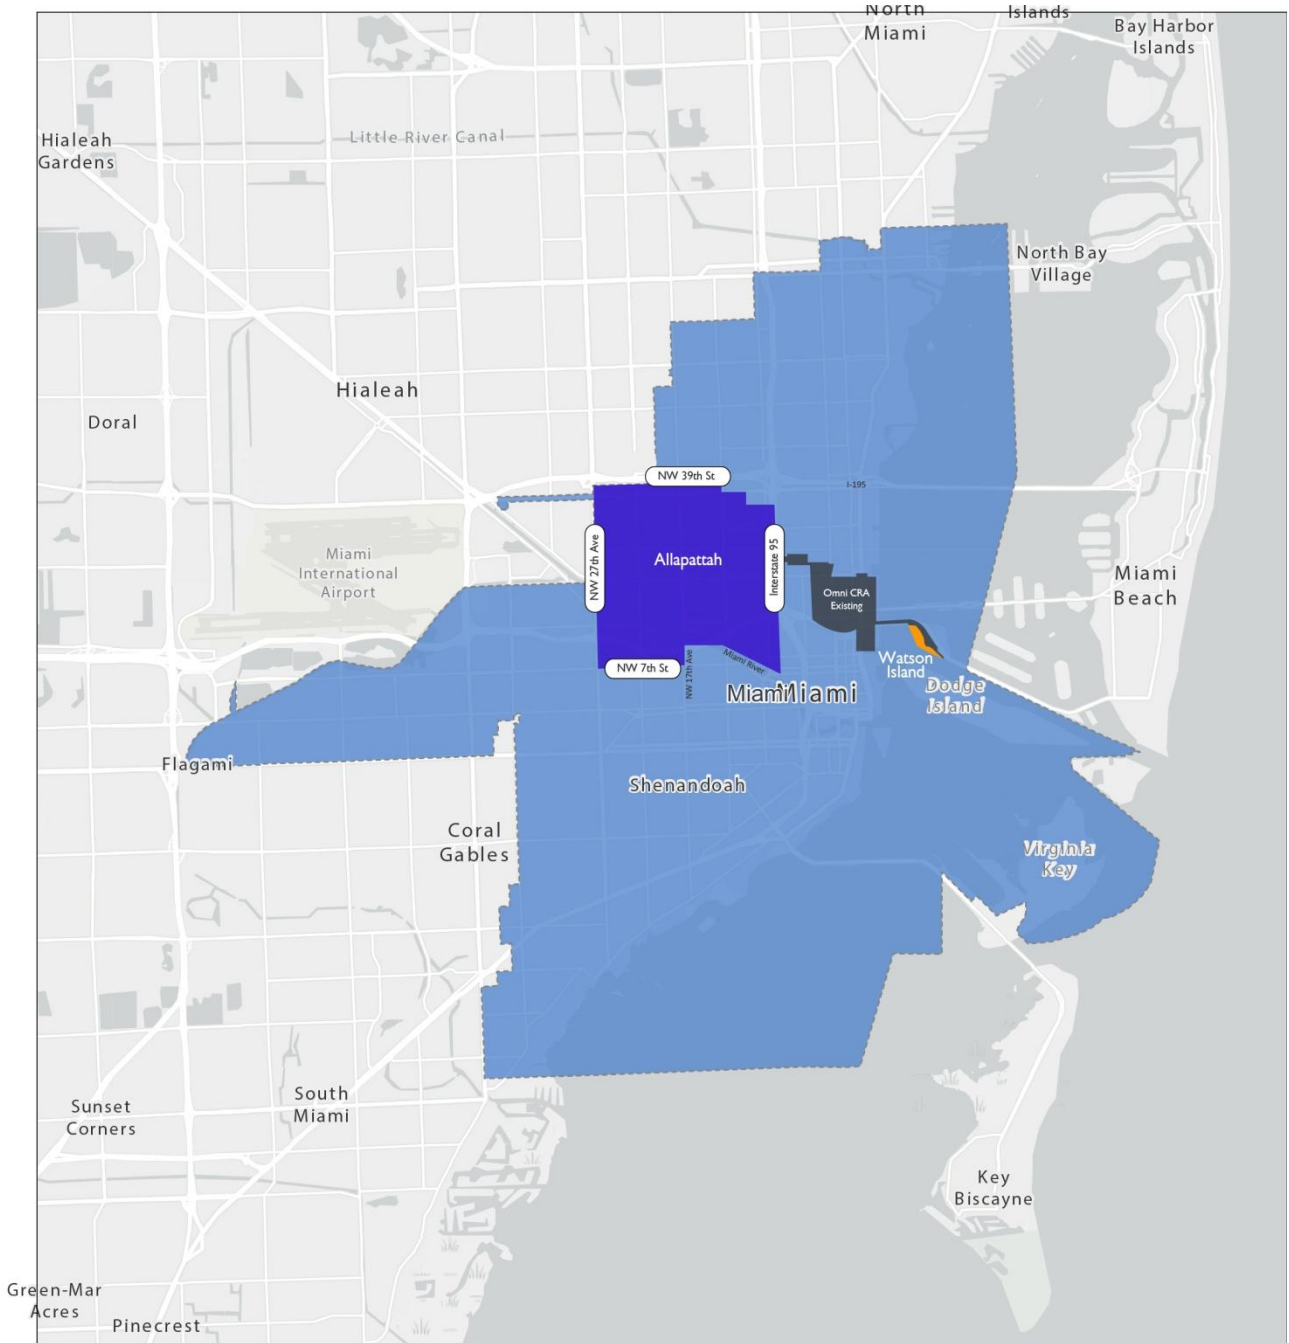 North
Miami
Islands
Bay Harbor
Islands
Hialeah
Gardens
Little River Canal
North Bay
Village
Hialeah
Doral
NW 39th St
I-195
NW 27th Ave
Allapattah
Interstate 95
Miami
International
Airport
Omni CRA
Existing
Miami
Beach
NW 7th St
NW 17th Ave
Miami River
Watson
Island
Dodge
Island
Miami
Miami
Flagami
Shenandoah
Coral
Gables
Virginia
Key
South
Miami
Sunset
Corners
Key
Biscayne
Green-Mar
Acres
Pinecrest